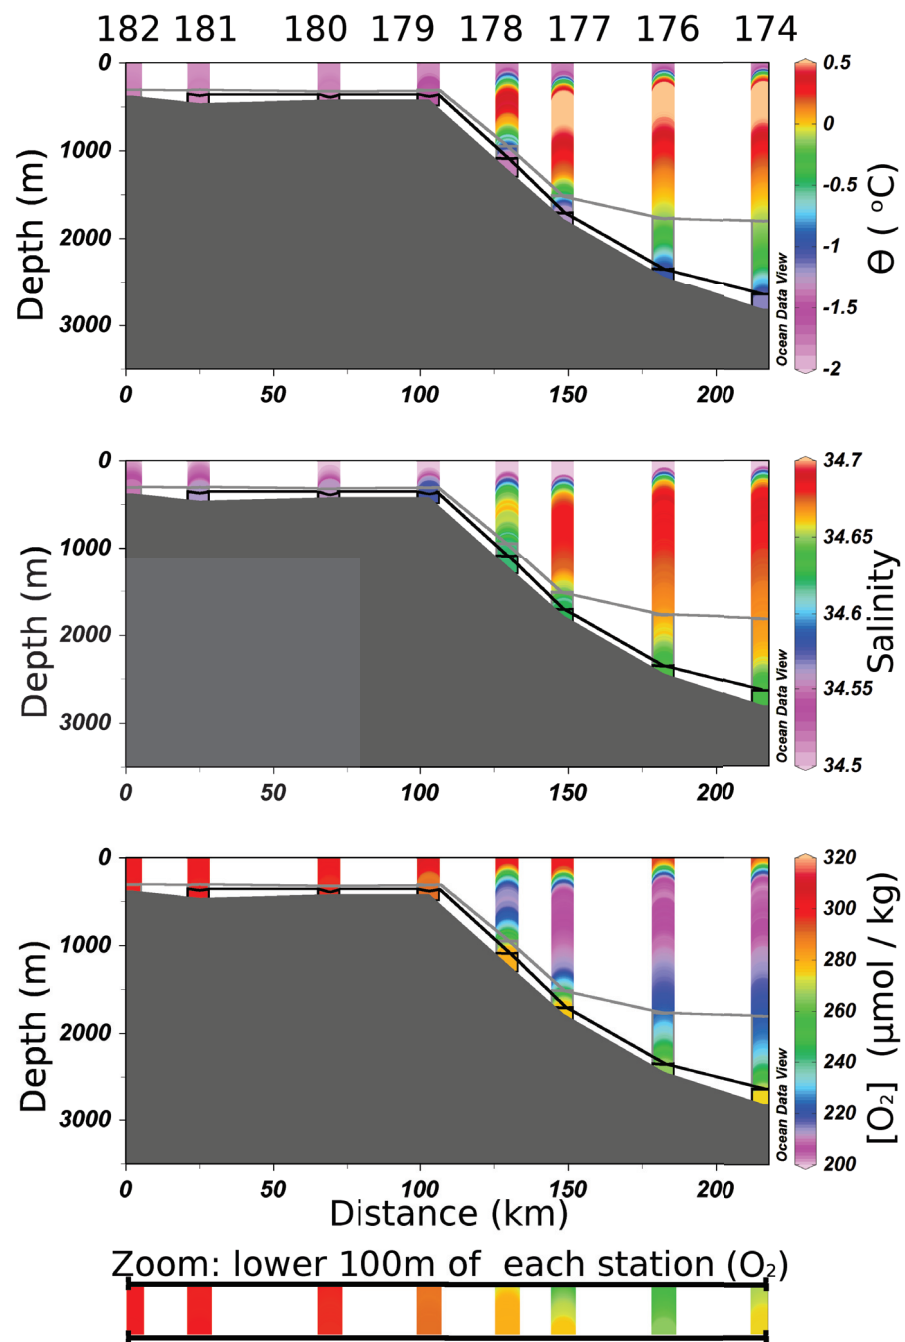 182 181 180 179 178 177 176 174
0
1000
2000
3000
Depth (m)
0 50 100 150 200
Ocean Data View
0.5
0
-0.5
-1
-1.5
-2
Θ ( ºC)
0
1000
2000
3000
Depth (m)
0 50 100 150 200
Ocean Data View
34.7
34.65
34.6
34.55
34.5
Salinity
0
1000
2000
3000
Depth (m)
0 50 100 150 200
Ocean Data View
320
300
280
260
240
220
200
[O₂] (μmol / kg)
Distance (km)
Zoom: lower 100m of each station (O₂)